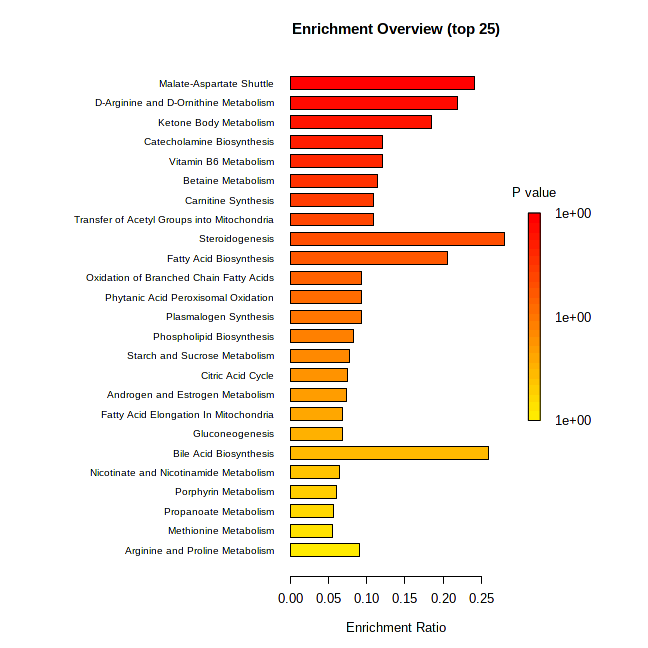 Enrichment Overview (top 25)
Malate-Aspartate Shuttle
D-Arginine and D-Ornithine Metabolism
Ketone Body Metabolism
Catecholamine Biosynthesis
Vitamin B6 Metabolism
Betaine Metabolism
Carnitine Synthesis
Transfer of Acetyl Groups into Mitochondria
Steroidogenesis
Fatty Acid Biosynthesis
Oxidation of Branched Chain Fatty Acids
Phytanic Acid Peroxisomal Oxidation
Plasmalogen Synthesis
Phospholipid Biosynthesis
Starch and Sucrose Metabolism
Citric Acid Cycle
Androgen and Estrogen Metabolism
Fatty Acid Elongation In Mitochondria
Gluconeogenesis
Bile Acid Biosynthesis
Nicotinate and Nicotinamide Metabolism
Porphyrin Metabolism
Propanoate Metabolism
Methionine Metabolism
Arginine and Proline Metabolism
0.00 0.05 0.10 0.15 0.20 0.25
Enrichment Ratio
P value
1e+00
1e+00
1e+00